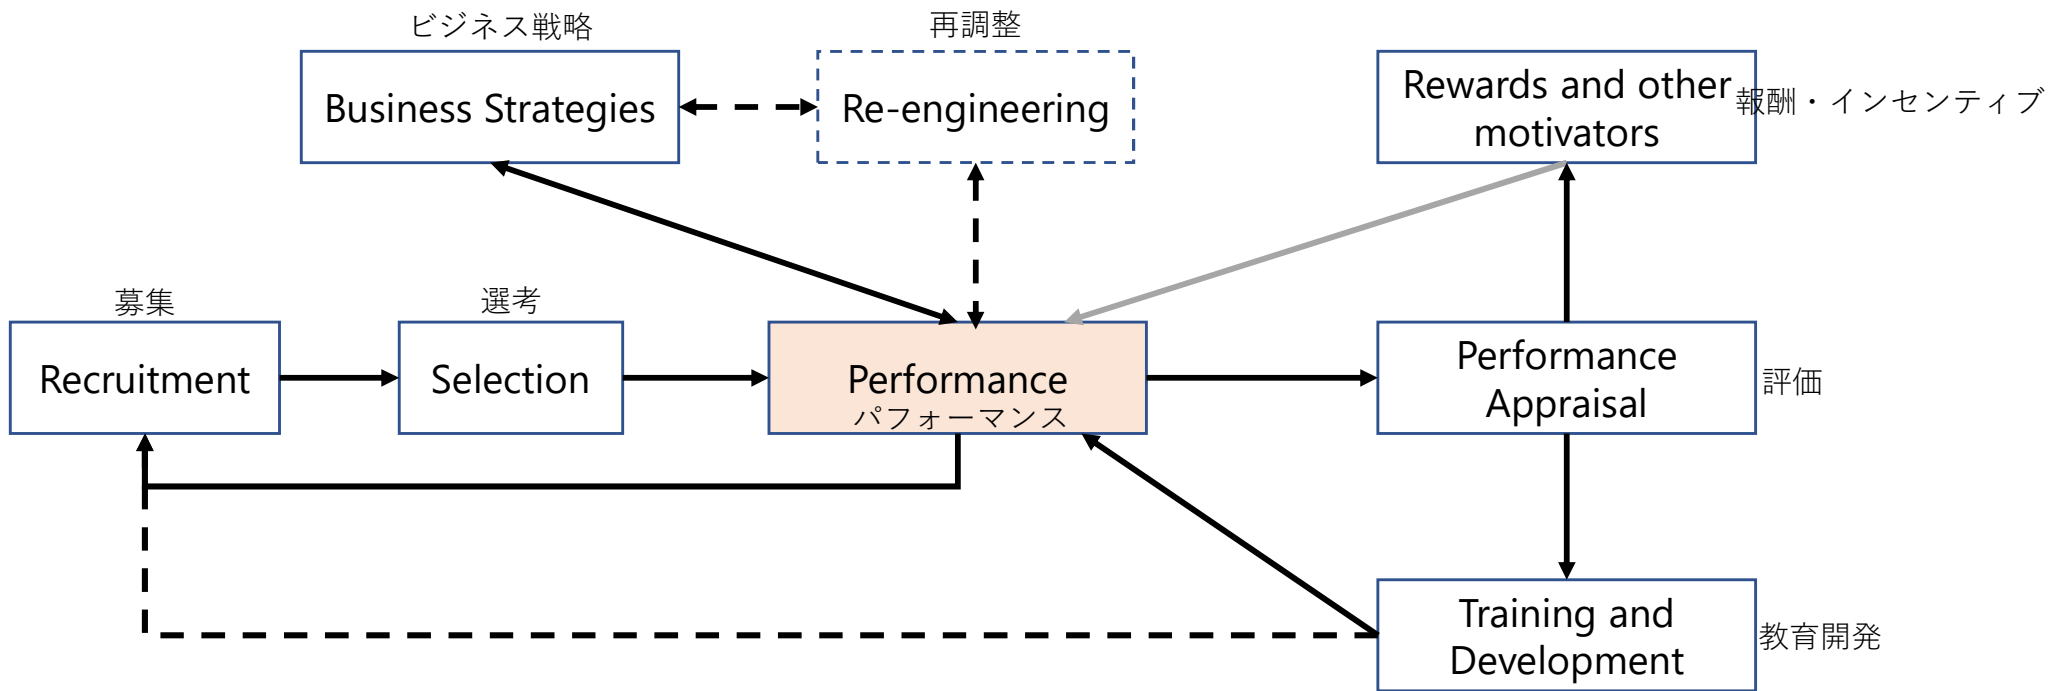 ビジネス戦略
再調整
Business Strategies
Re-engineering
Rewards and other
motivators
報酬・インセンティブ
募集
選考
Recruitment
Selection
Performance
パフォーマンス
Performance
Appraisal
評価
Training and
Development
教育開発